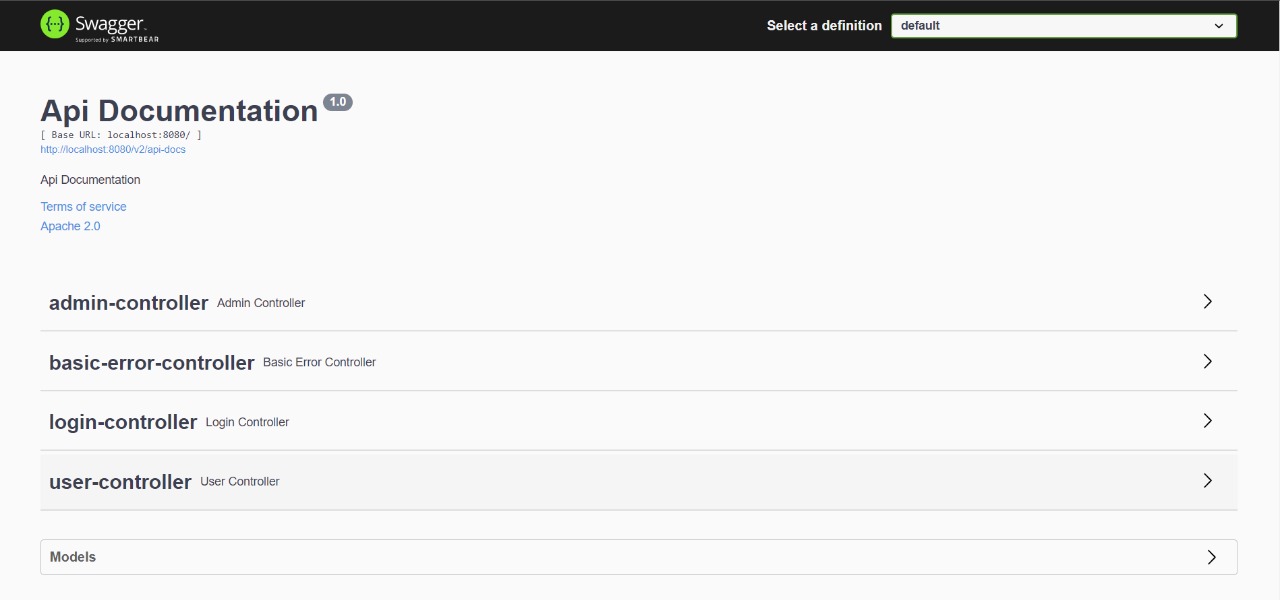 Swagger
Supported by SMARTBEAR
Select a definition
default
Api Documentation 1.0
[ Base URL: localhost:8080/ ]
http://localhost:8080/v2/api-docs
Api Documentation
Terms of service
Apache 2.0
admin-controller Admin Controller
basic-error-controller Basic Error Controller
login-controller Login Controller
user-controller User Controller
Models